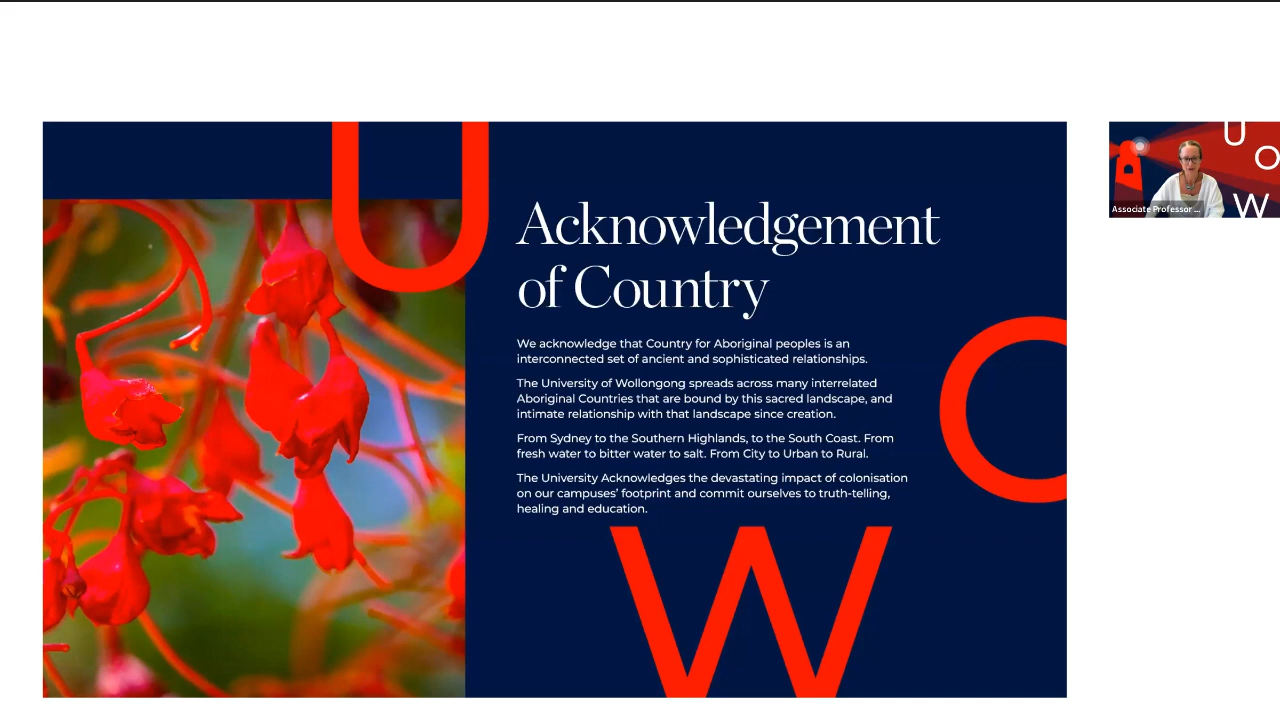 U
Acknowledgement
of Country
We acknowledge that Country for Aboriginal peoples is an
interconnected set of ancient and sophisticated relationships.
The University of Wollongong spreads across many interrelated
Aboriginal Countries that are bound by this sacred landscape, and
intimate relationship with that landscape since creation.
From Sydney to the Southern Highlands, to the South Coast. From
fresh water to bitter water to salt. From City to Urban to Rural.
The University Acknowledges the devastating impact of colonisation
on our campuses' footprint and commit ourselves to truth-telling,
healing and education.
O
W
U
O
W
Associate Professor ...